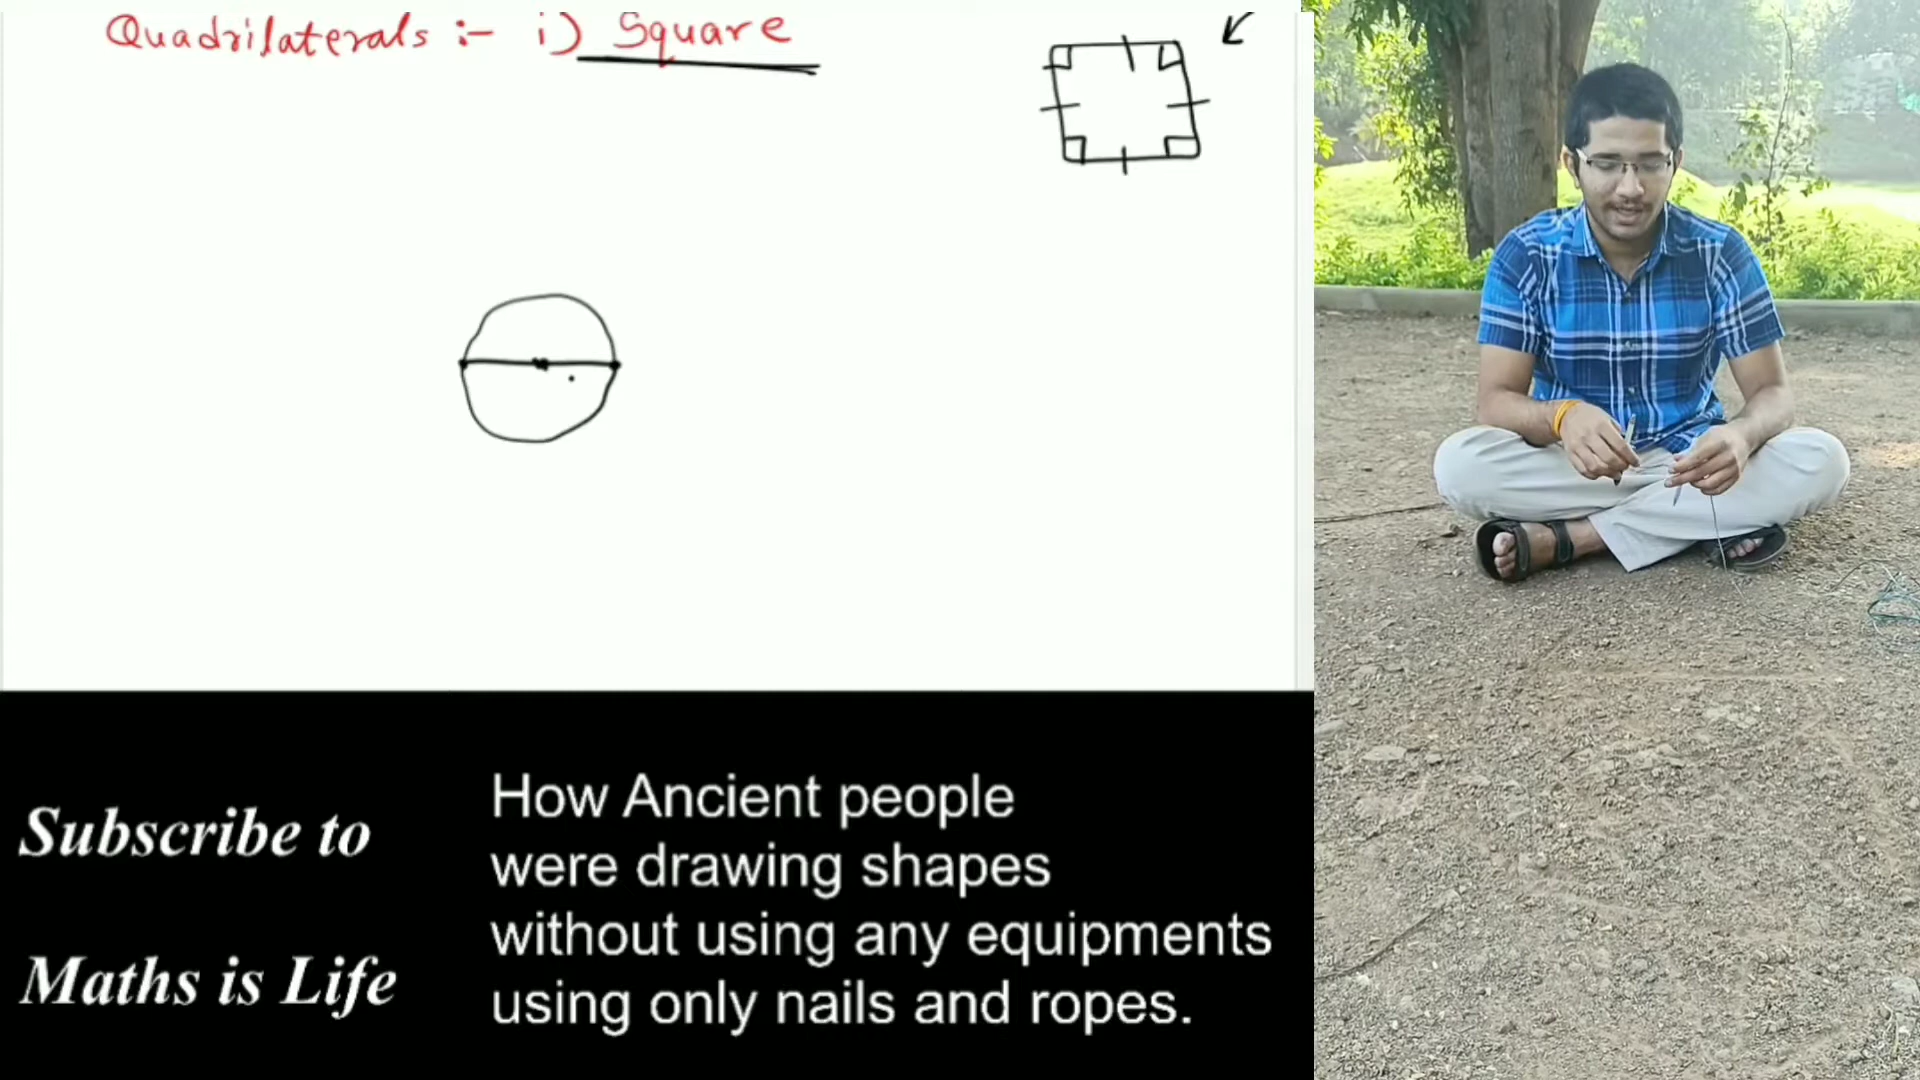 Quadrilaterals :- i) Square
Subscribe to
Maths is Life
How Ancient people
were drawing shapes
without using any equipments
using only nails and ropes.